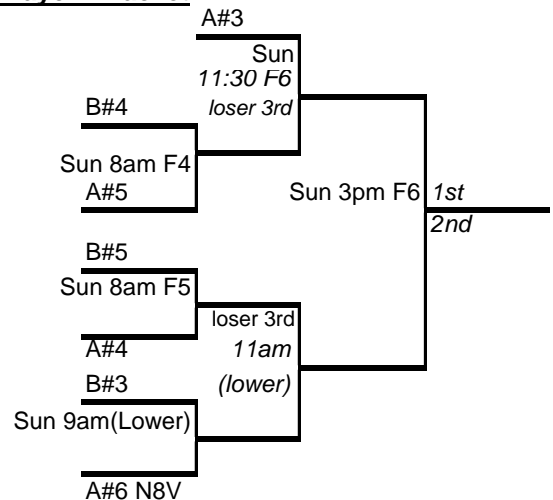 A#3
Sun
11:30 F6
loser 3rd
B#4
Sun 8am F4
A#5
Sun 3pm F6
1st
2nd
B#5
Sun 8am F5
A#4
loser 3rd
11am
(lower)
B#3
Sun 9am(Lower)
A#6 N8V